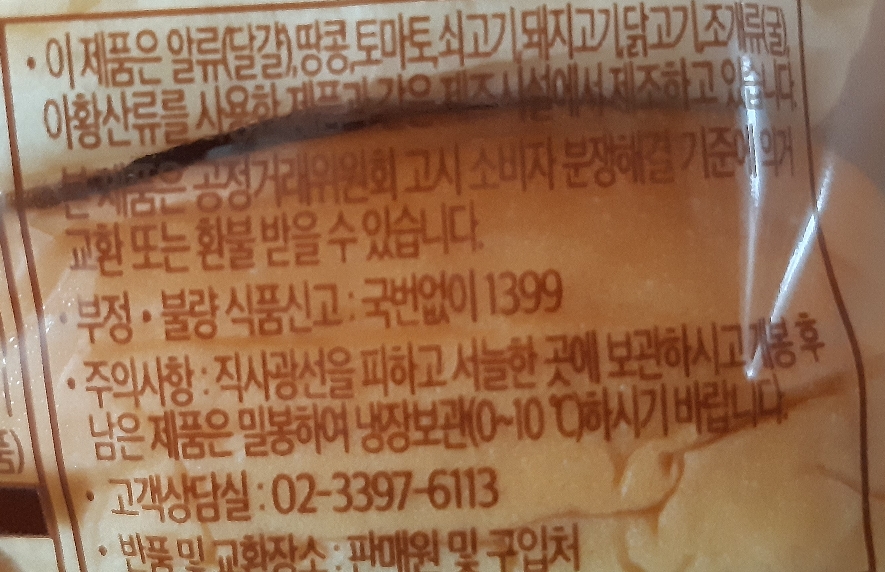 • 이 제품은 알류(달걀),땅콩,토마토,쇠고기,돼지고기,닭고기,조개류(굴),
이황산류를 사용한 제품과 같은 제조시설에서 제조하고 있습니다.
본 제품은 공정거래위원회 고시 소비자 분쟁해결 기준에 의거
교환 또는 환불 받을 수 있습니다.
• 부정 • 불량 식품신고 : 국번없이 1399
• 주의사항 : 직사광선을 피하고 서늘한 곳에 보관하시고 개봉 후
남은 제품은 밀봉하여 냉장보관(0~10℃)하시기 바랍니다.
• 고객상담실 : 02-3397-6113
• 반품 및 교환장소 : 판매원 및 구입처